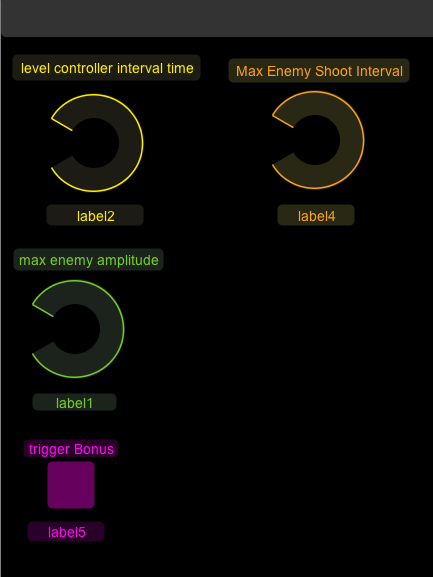 level controller interval time
Max Enemy Shoot Interval
label2
label4
max enemy amplitude
label1
trigger Bonus
label5